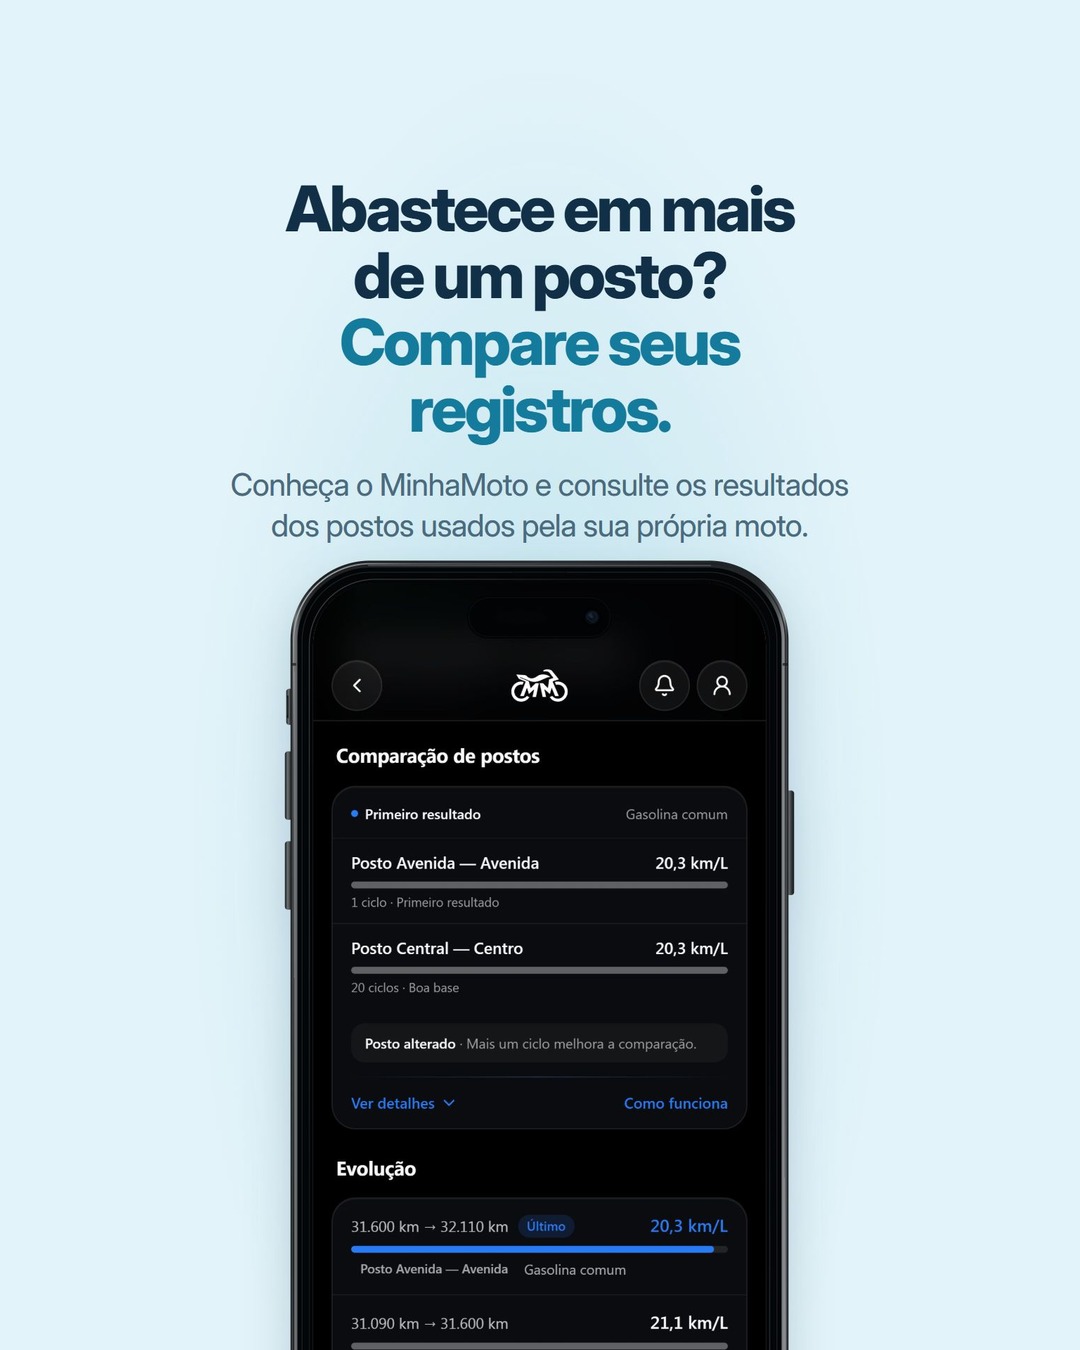 Abastece em mais
de um posto?
Compare seus
registros.
Conheça o MinhaMoto e consulte os resultados
dos postos usados pela sua própria moto.
MM
Comparação de postos
Primeiro resultado Gasolina comum
Posto Avenida — Avenida 20,3 km/L
1 ciclo · Primeiro resultado
Posto Central — Centro 20,3 km/L
20 ciclos · Boa base
Posto alterado · Mais um ciclo melhora a comparação.
Ver detalhes Como funciona
Evolução
31.600 km → 32.110 km Último 20,3 km/L
Posto Avenida — Avenida Gasolina comum
31.090 km → 31.600 km 21,1 km/L